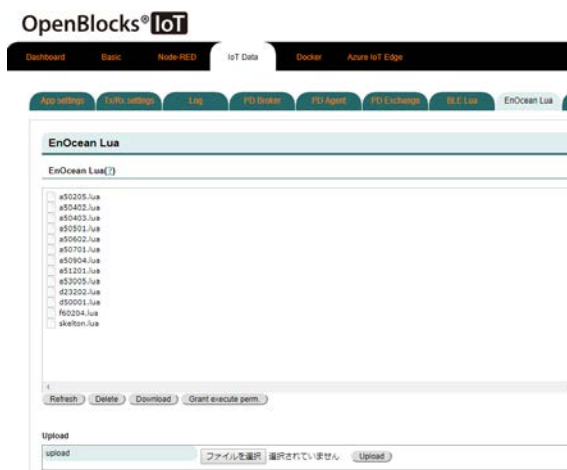 OpenBlocks® IoT
Dashboard Basic Node-RED IoT Data Docker Azure IoT Edge
App settings Tx/Rx settings Log PD Broker PD Agent PD Exchange BLE Lua EnOcean Lua
EnOcean Lua
EnOcean Lua(?)
a50205.lua
a50402.lua
a50403.lua
a50501.lua
a50602.lua
a50701.lua
a50904.lua
a51201.lua
a53005.lua
d23202.lua
d50001.lua
f60204.lua
skelton.lua
Refresh Delete Download Grant execute perm.
Upload
upload ファイルを選択 選択されていません Upload